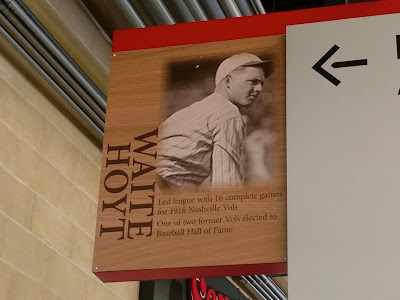 WAITE
HOYT
Led league with 16 complete games
for 1918 Nashville Vols
One of two former Vols elected to
Baseball Hall of Fame